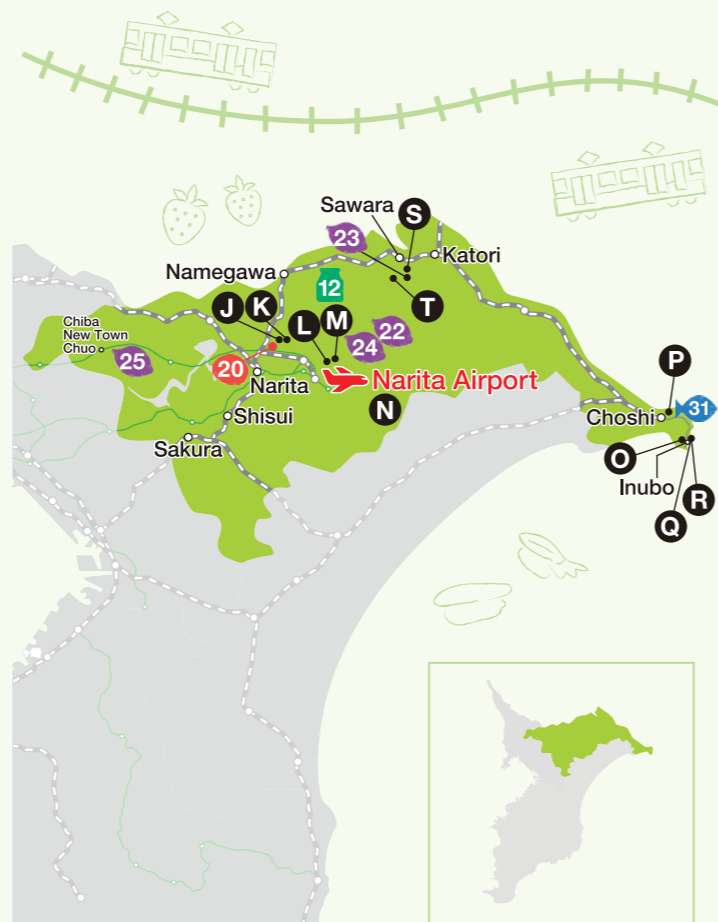 Sawara
S
23
Katori
Namegawa
12
T
J
K
L
M
22
24
Chiba
New Town
Chuo
25
20
Narita
Narita Airport
N
P
31
Choshi
Shisui
Sakura
O
Inubo
R
Q